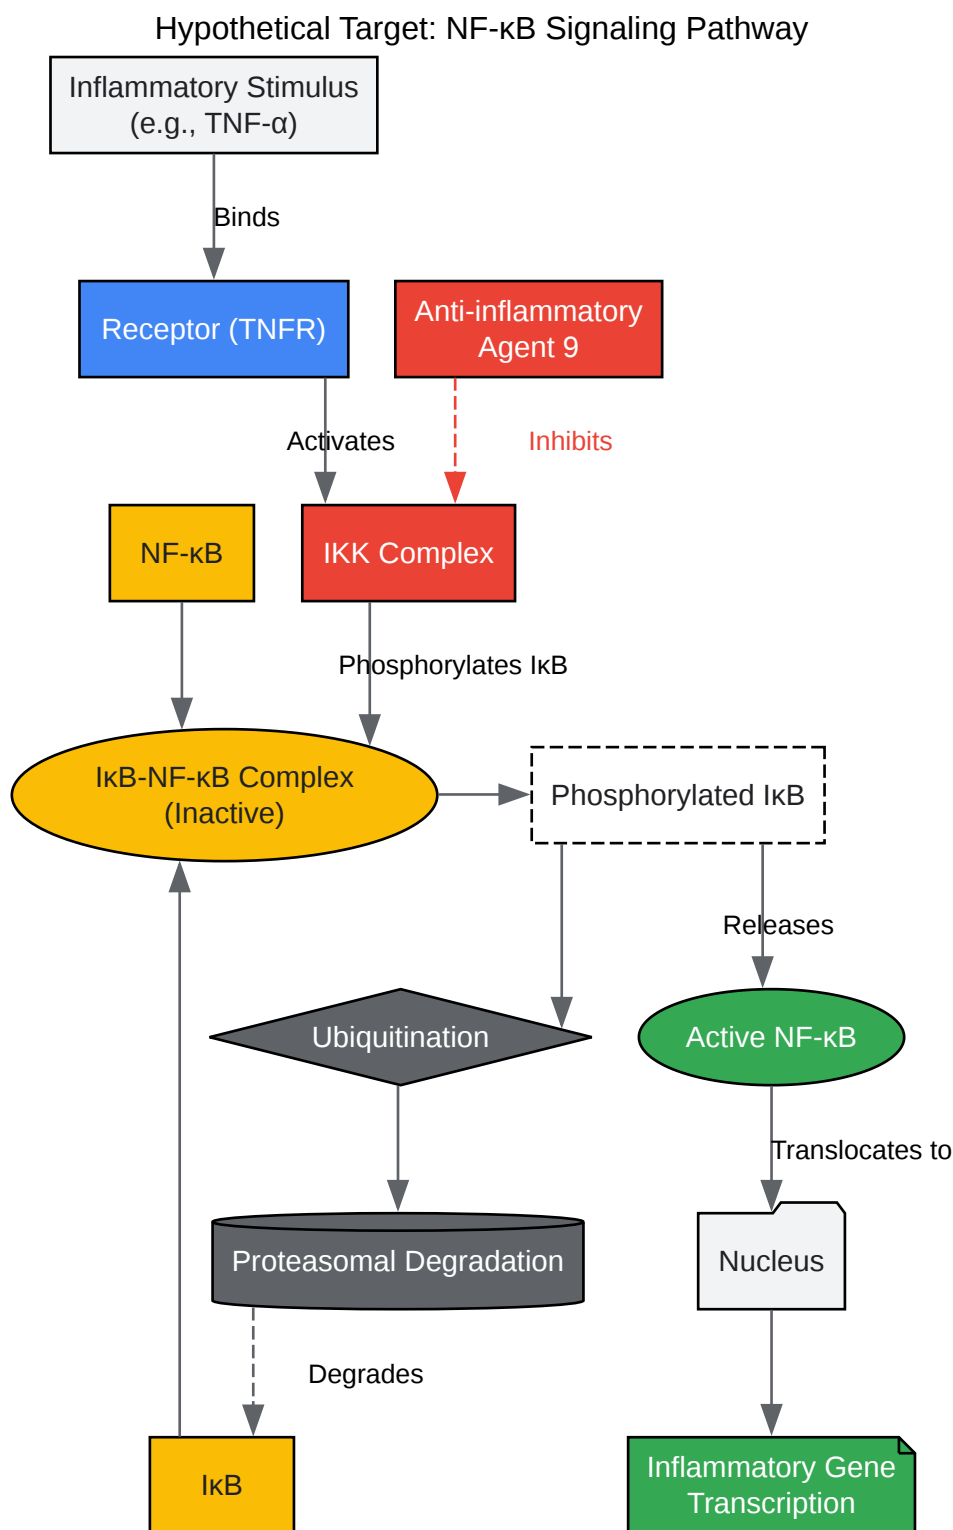 Hypothetical Target: NF-κB Signaling Pathway
Inflammatory Stimulus
(e.g., TNF-α)
Binds
Receptor (TNFR)
Anti-inflammatory
Agent 9
Activates
Inhibits
NF-κB
IKK Complex
Phosphorylates IκB
IκB-NF-κB Complex
(Inactive)
Phosphorylated IκB
Releases
Ubiquitination
Active NF-κB
Translocates to
Proteasomal Degradation
Nucleus
Degrades
IκB
Inflammatory Gene
Transcription